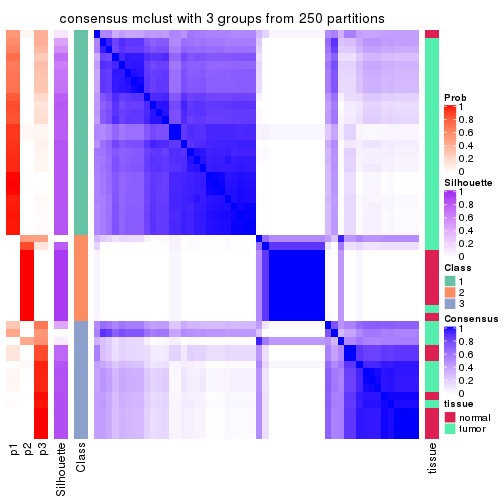 consensus mclust with 3 groups from 250 partitions
Prob
1
0.8
0.6
0.4
0.2
0
Silhouette
1
0.8
0.6
0.4
0.2
0
Class
1
2
3
Consensus
1
0.8
0.6
0.4
0.2
0
tissue
normal
tumor
p1
p2
p3
Silhouette
Class
tissue